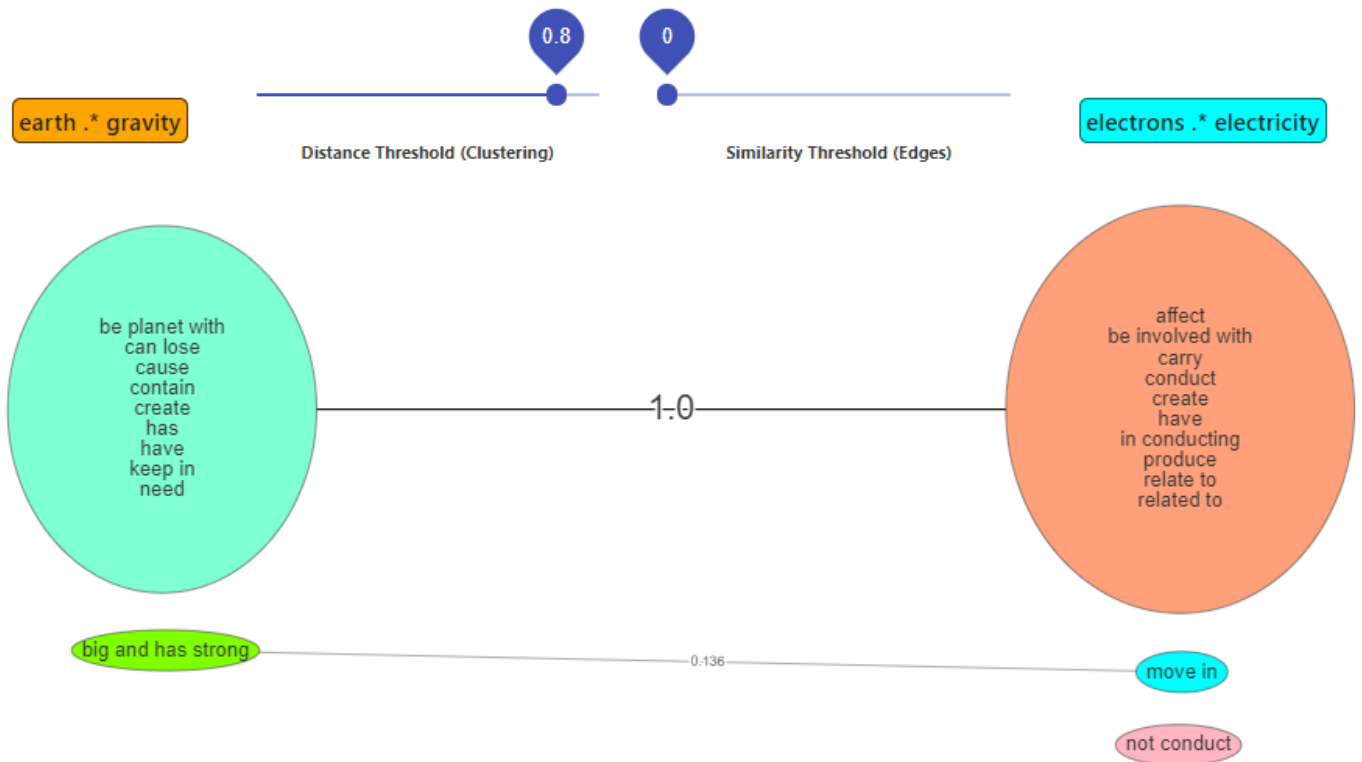 0.8
0
earth .* gravity
electrons .* electricity
Distance Threshold (Clustering)
Similarity Threshold (Edges)
be planet with
can lose
cause
contain
create
has
have
keep in
need
1.0
affect
be involved with
carry
conduct
create
have
in conducting
produce
relate to
related to
big and has strong
0.136
move in
not conduct